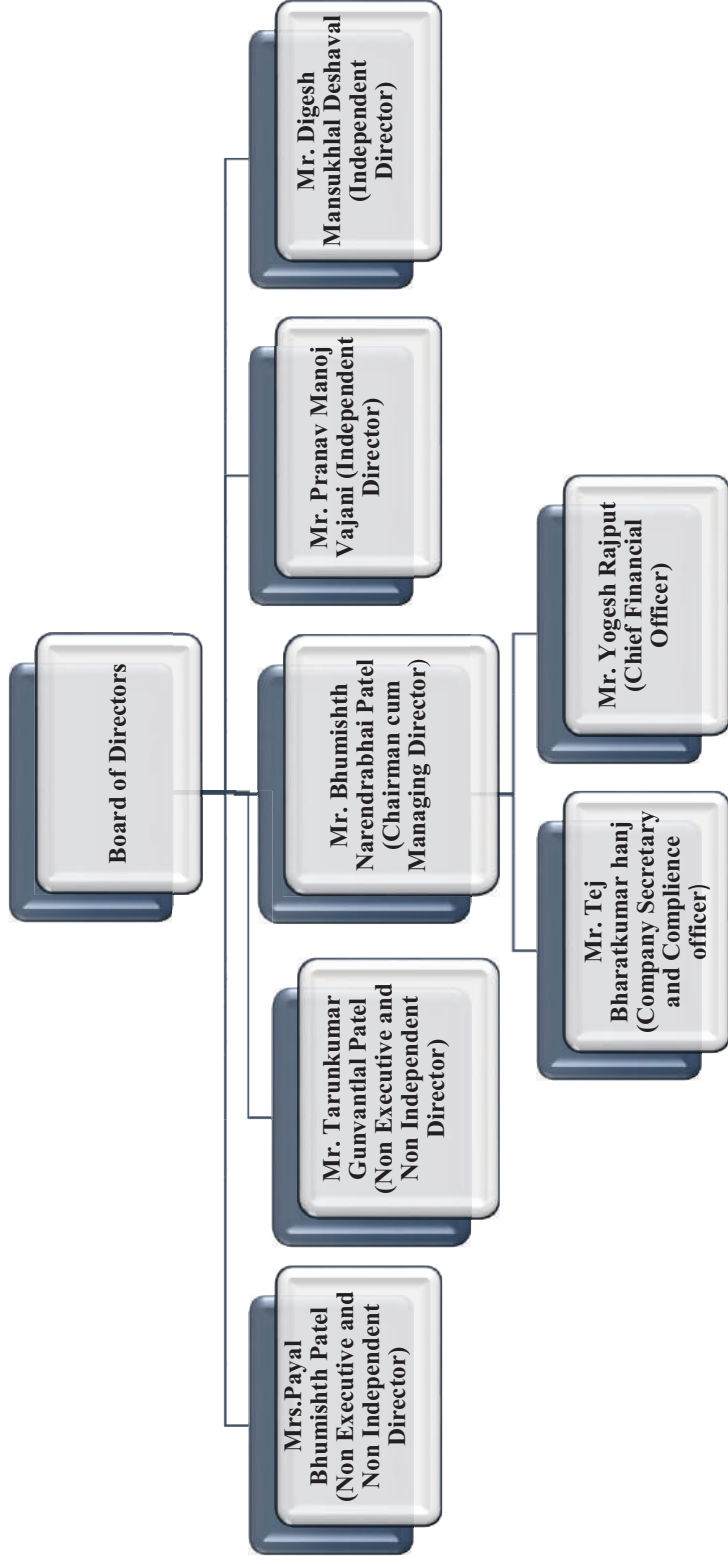 Board of Directors
Mrs.Payal
Bhumishth Patel
(Non Executive and
Non Independent
Director)
Mr. Tarunkumar
Gunvantlal Patel
(Non Executive and
Non Independent
Director)
Mr. Bhumishth
Narendrabhai Patel
(Chairman cum
Managing Director)
Mr. Pranav Manoj
Vajani (Independent
Director)
Mr. Digesh
Mansukhlal Deshaval
(Independent
Director)
Mr. Tej
Bharatkumar hanj
(Company Secretary
and Complience
officer)
Mr. Yogesh Rajput
(Chief Financial
Officer)